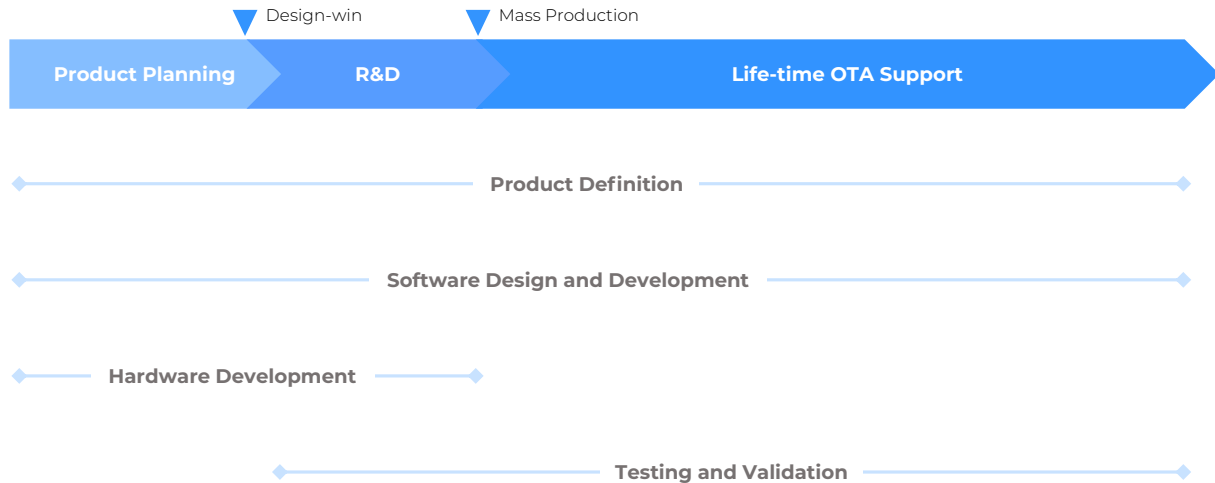 Design-win
Mass Production
Product Planning
R&D
Life-time OTA Support
Product Definition
Software Design and Development
Hardware Development
Testing and Validation